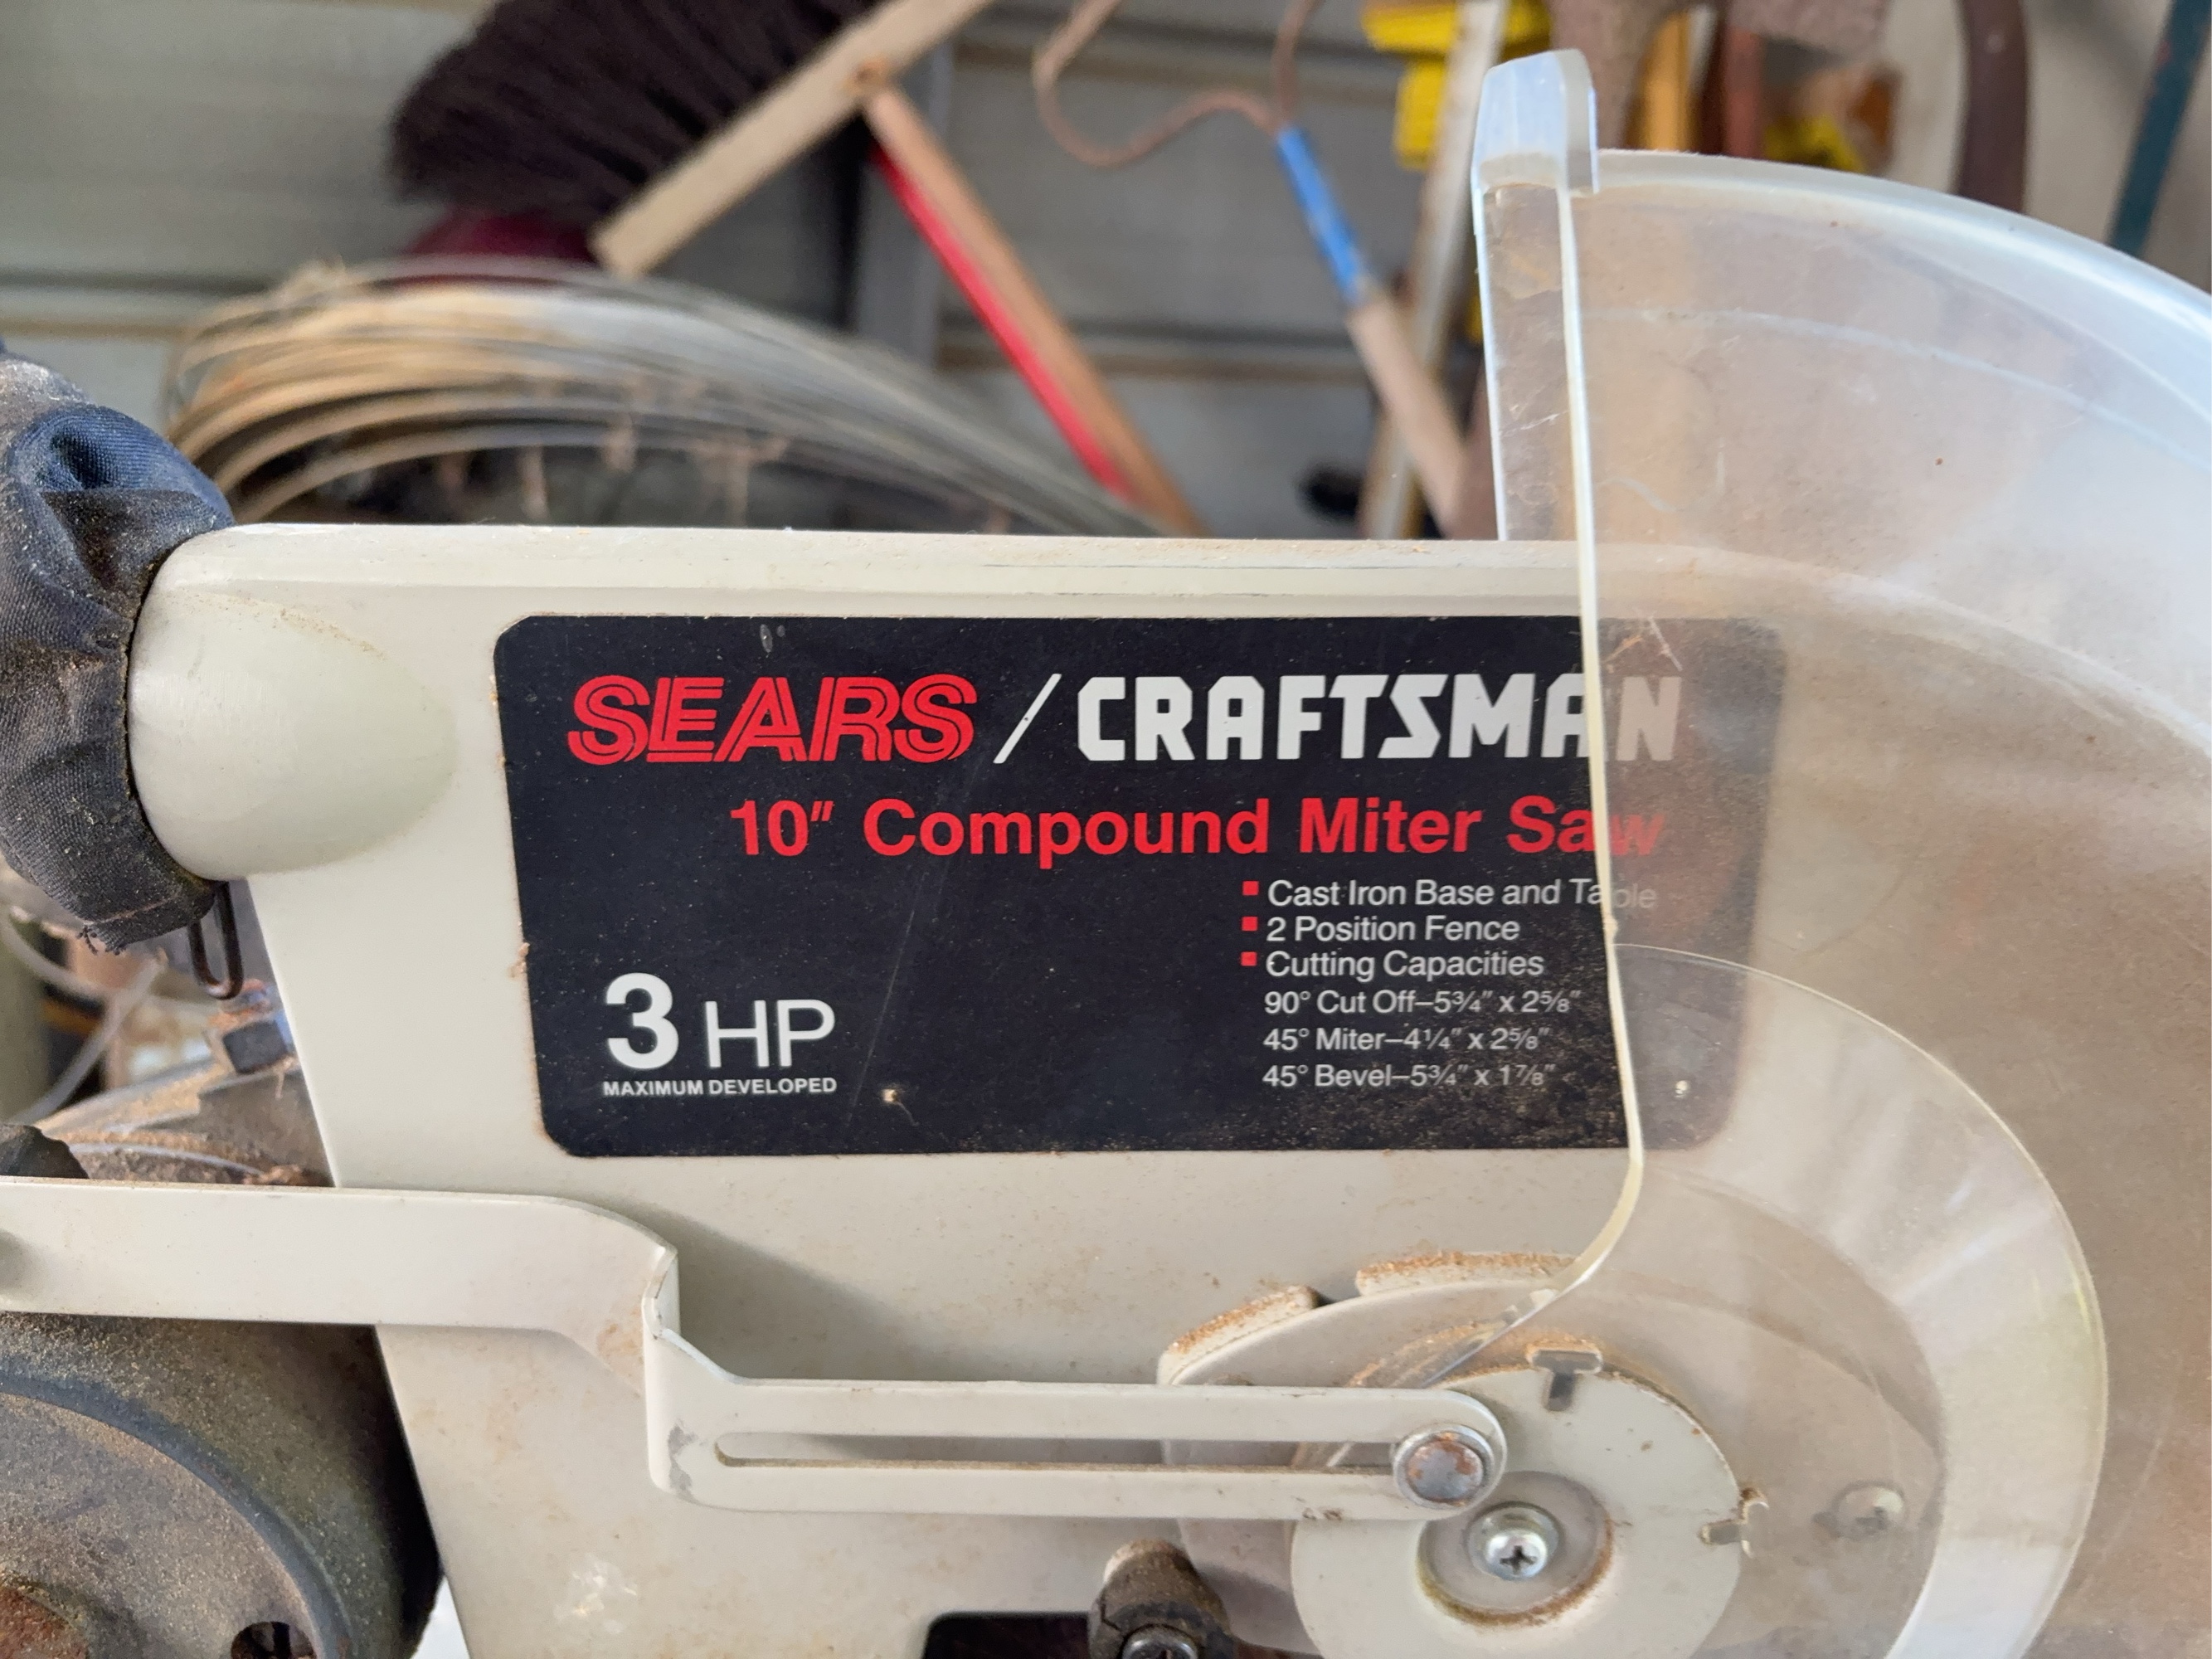 SEARS / CRAFTSMAN
10" Compound Miter Saw
Cast Iron Base and Table
2 Position Fence
Cutting Capacities
90° Cut Off–5¾" x 2⅝"
45° Miter–4¼" x 2⅝"
45° Bevel–5¾" x 1⅞"
3 HP
MAXIMUM DEVELOPED